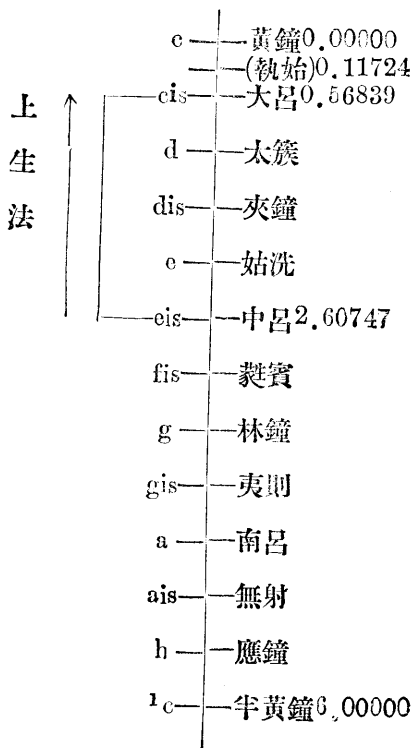 c 黃鐘0.00000
(執始)0.11724
cis 大呂0.56839
d 太簇
dis 夾鐘
e 姑洗
eis 中呂2.60747
fis 蕤賓
g 林鐘
gis 夷則
a 南呂
ais 無射
h 應鐘
¹c 半黃鐘6.00000
上生法